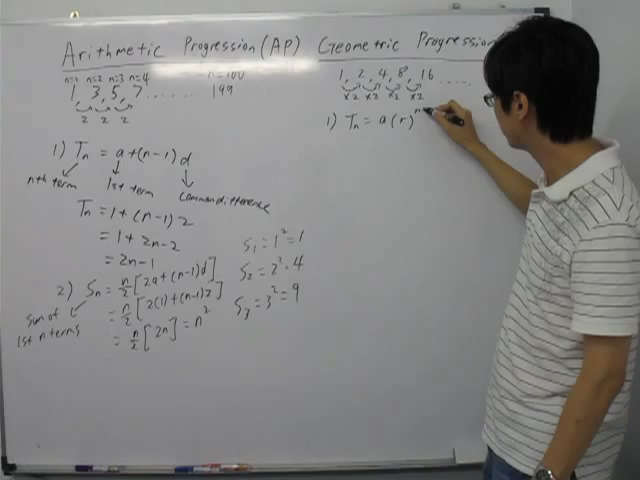 Arithmetic Progression (AP)
n=1 n=2 n=3 n=4 n=100
1, 3, 5, 7 ........ 199
2 2 2
1) Tn = a+(n-1)d
nth term
1st term
common difference
Tn = 1+(n-1)2
= 1+2n-2
= 2n-1
2) Sn = n/2 [2a+(n-1)d]
= n/2 [2(1)+(n-1)2]
= n/2 [2n] = n²
sum of
1st n terms
S1 = 1² = 1
S2 = 2² = 4
S3 = 3² = 9
Geometric Progression
1, 2, 4, 8, 16 .....
x2 x2 x2 x2
1) Tn = a(r)ⁿ